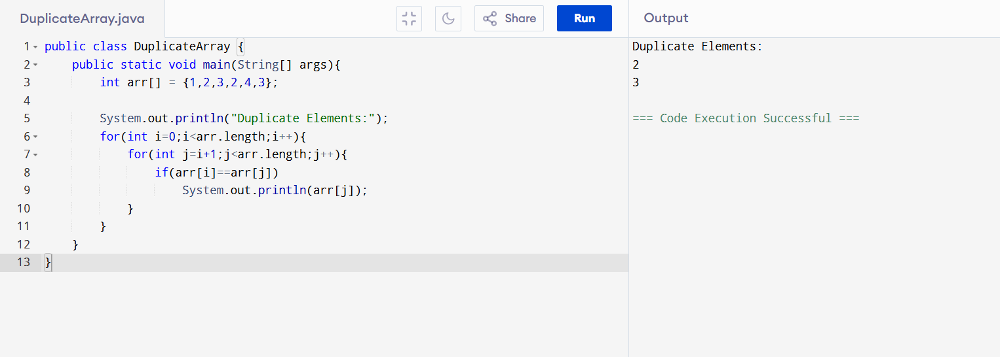 DuplicateArray.java
Share
Run
Output
1 public class DuplicateArray {
2     public static void main(String[] args){
3         int arr[] = {1,2,3,2,4,3};
4
5         System.out.println("Duplicate Elements:");
6         for(int i=0;i<arr.length;i++){
7             for(int j=i+1;j<arr.length;j++){
8                 if(arr[i]==arr[j])
9                     System.out.println(arr[j]);
10             }
11         }
12     }
13 }
Duplicate Elements:
2
3
=== Code Execution Successful ===